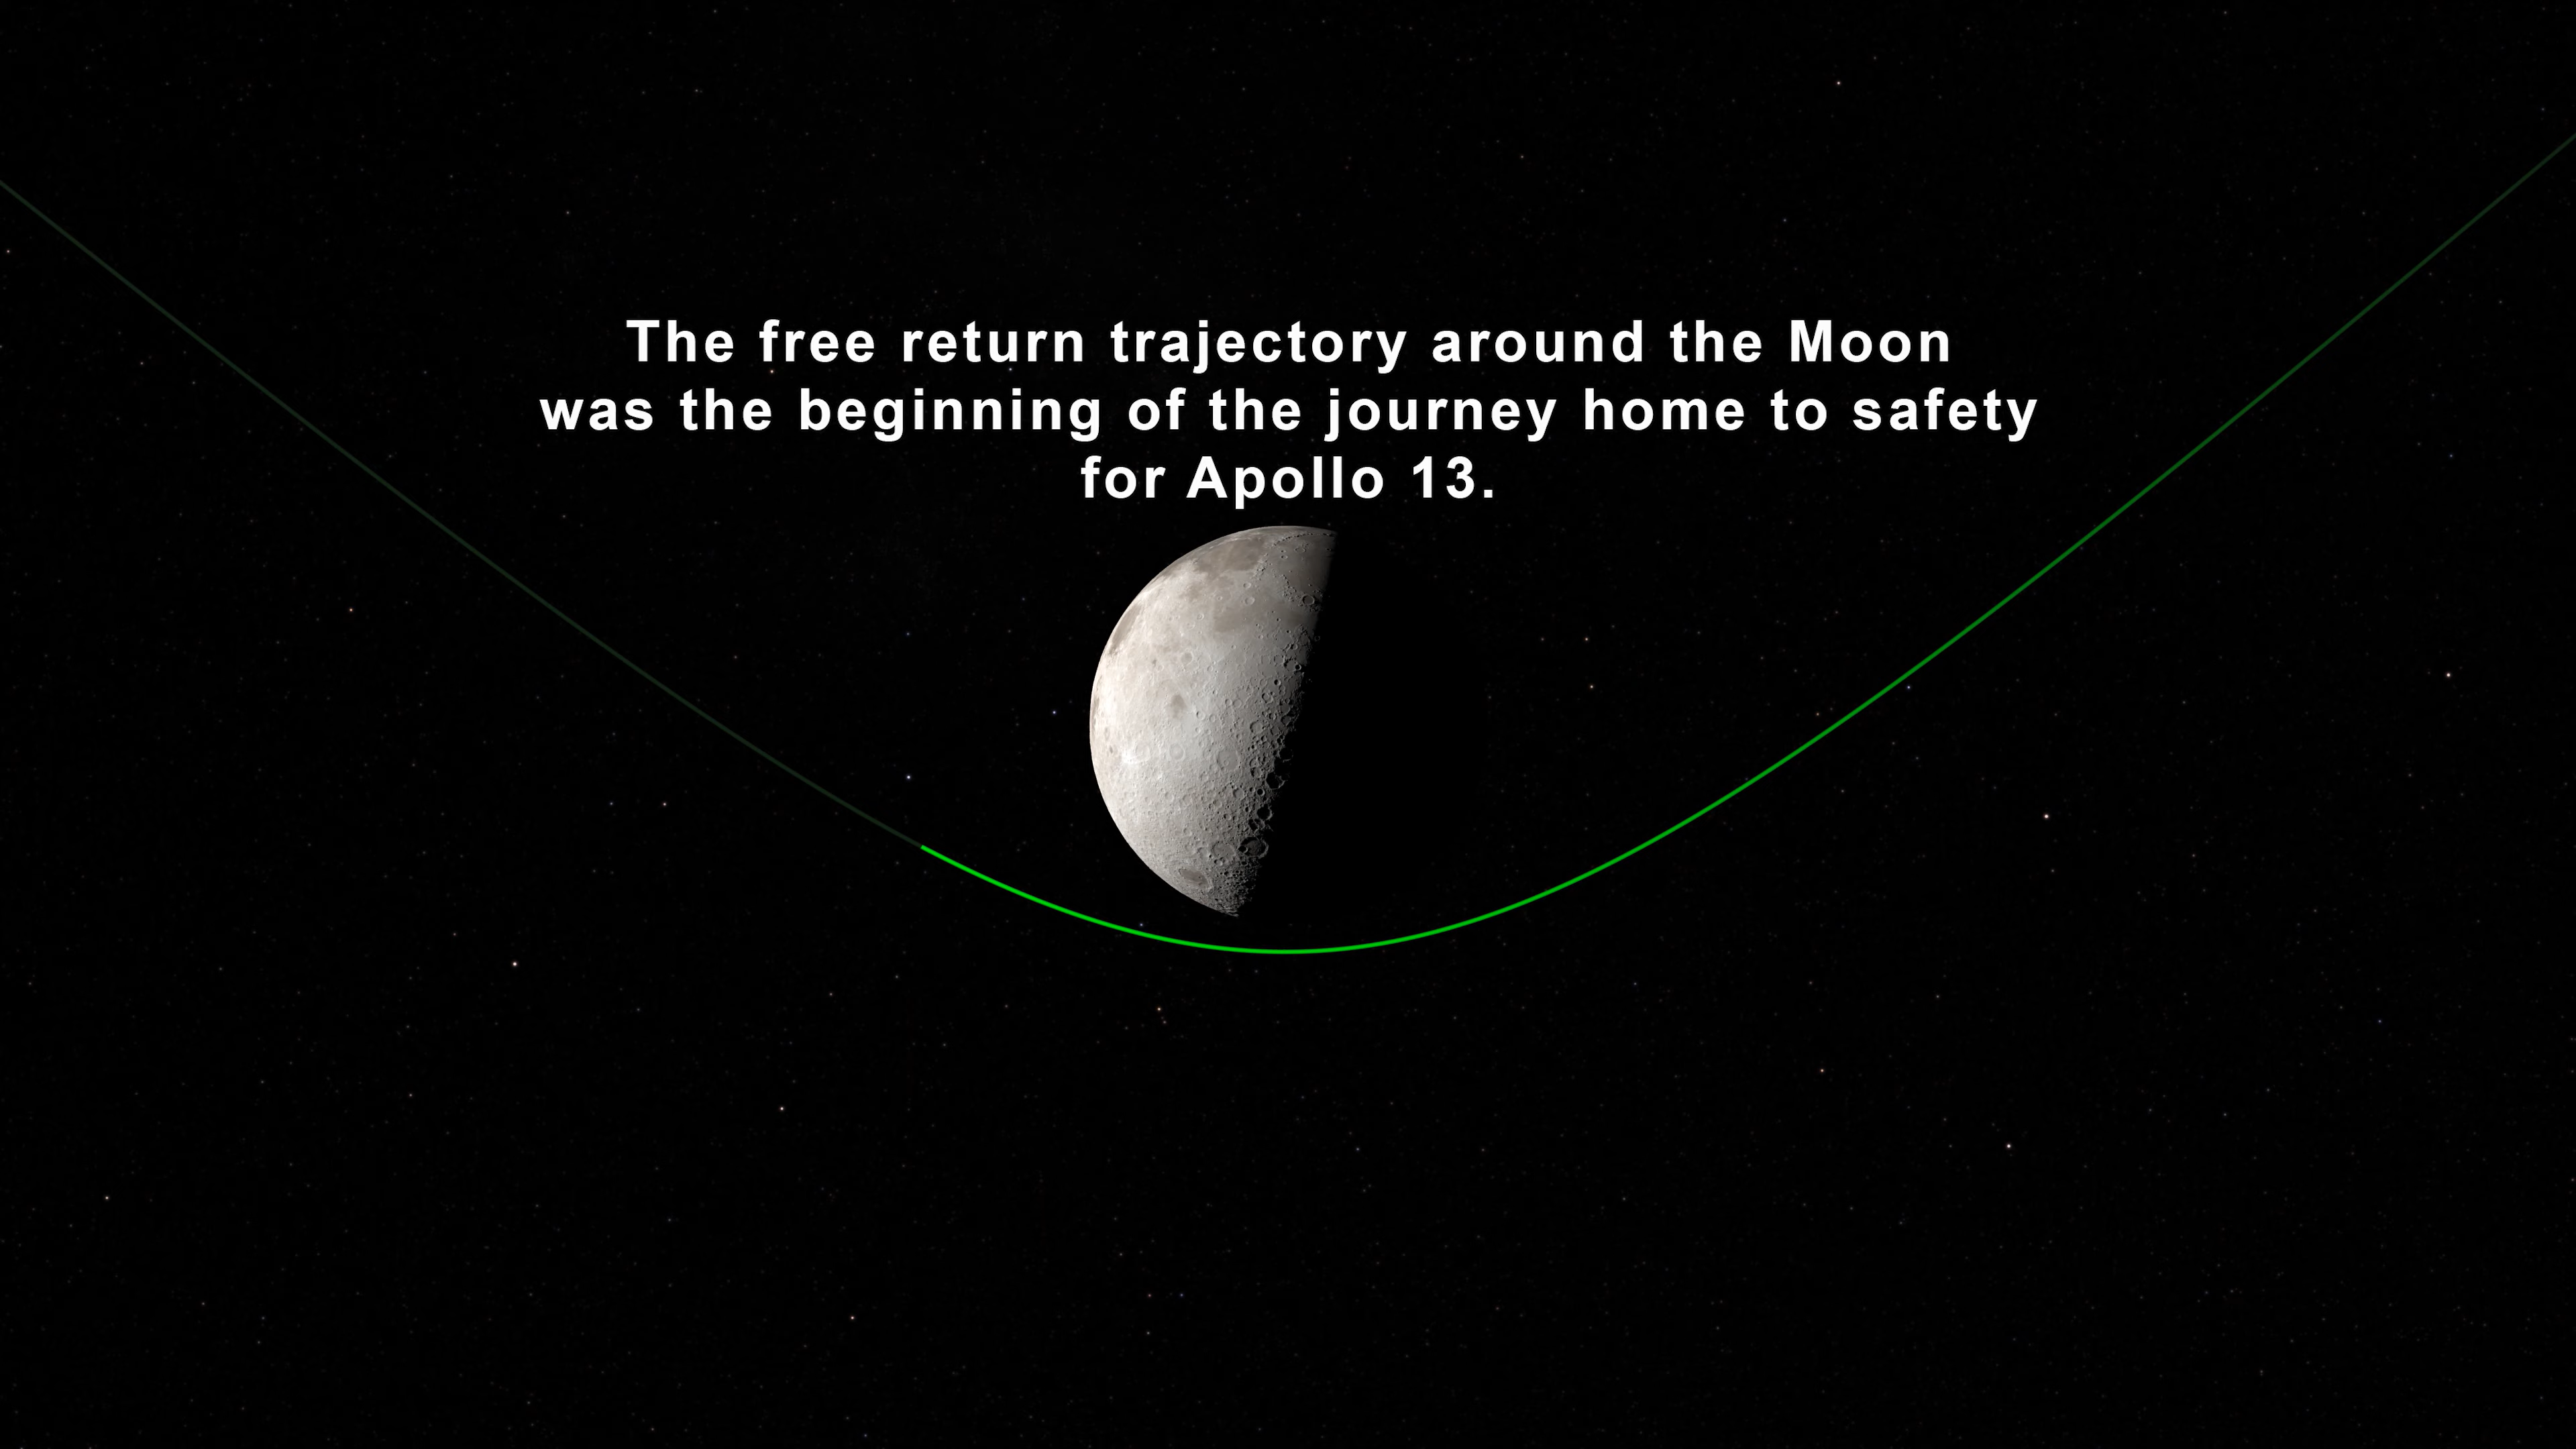 The free return trajectory around the Moon
was the beginning of the journey home to safety
for Apollo 13.